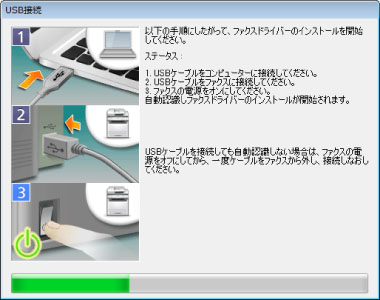 USB接続
1
以下の手順にしたがって、ファクスドライバーのインストールを開始
してください。
ステータス :
1. USBケーブルをコンピューターに接続してください。
2. USBケーブルをファクスに接続してください。
3. ファクスの電源をオンにしてください。
自動認識しファクスドライバーのインストールが開始されます。
2
USBケーブルを接続しても自動認識しない場合は、ファクスの電
源をオフにしてから、一度ケーブルをファクスから外し、接続しなおし
てください。
3